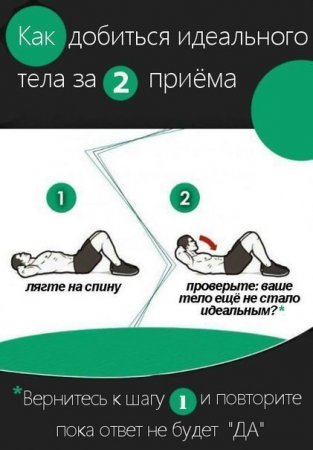 Как добиться идеального
тела за 2 приёма
1
лягте на спину
2
проверьте: ваше
тело ещё не стало
идеальным?*
*Вернитесь к шагу 1 и повторите
пока ответ не будет "ДА"